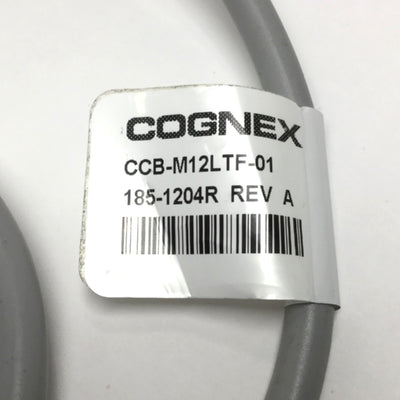 COGNEX
CCB-M12LTF-01
185-1204R REV A